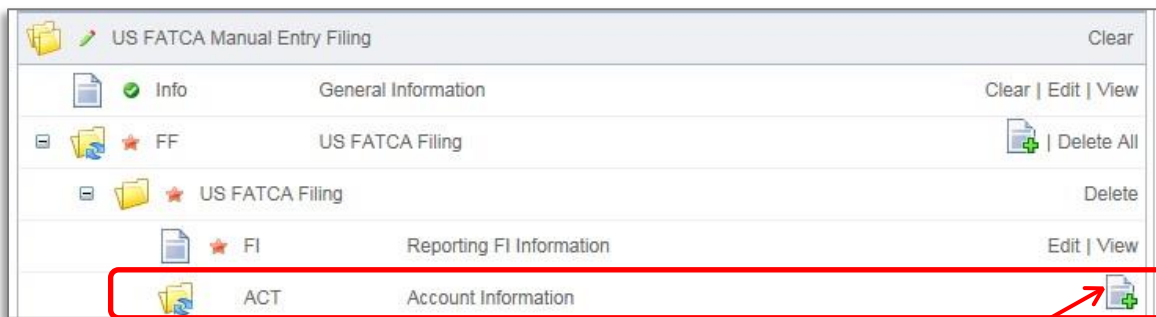 US FATCA Manual Entry Filing Clear
Info General Information Clear | Edit | View
FF US FATCA Filing | Delete All
US FATCA Filing Delete
FI Reporting FI Information Edit | View
ACT Account Information